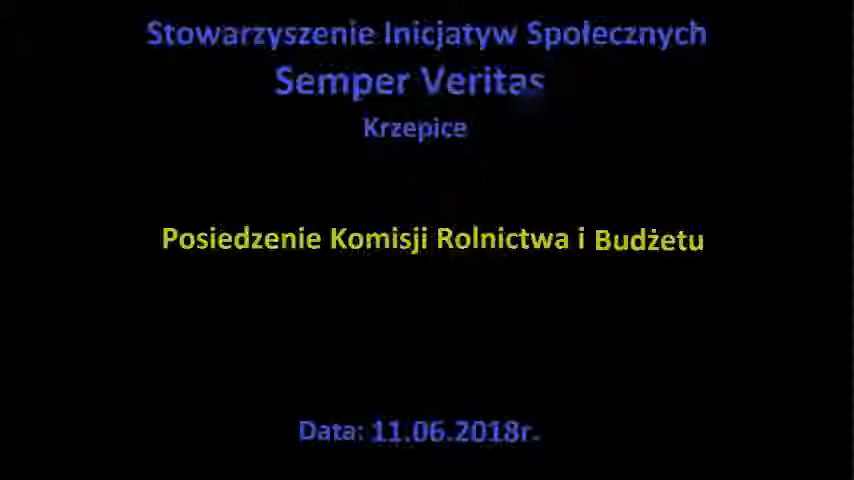 Stowarzyszenie Inicjatyw Społecznych
Semper Veritas
Krzepice
Posiedzenie Komisji Rolnictwa i Budżetu
Data: 11.06.2018r.